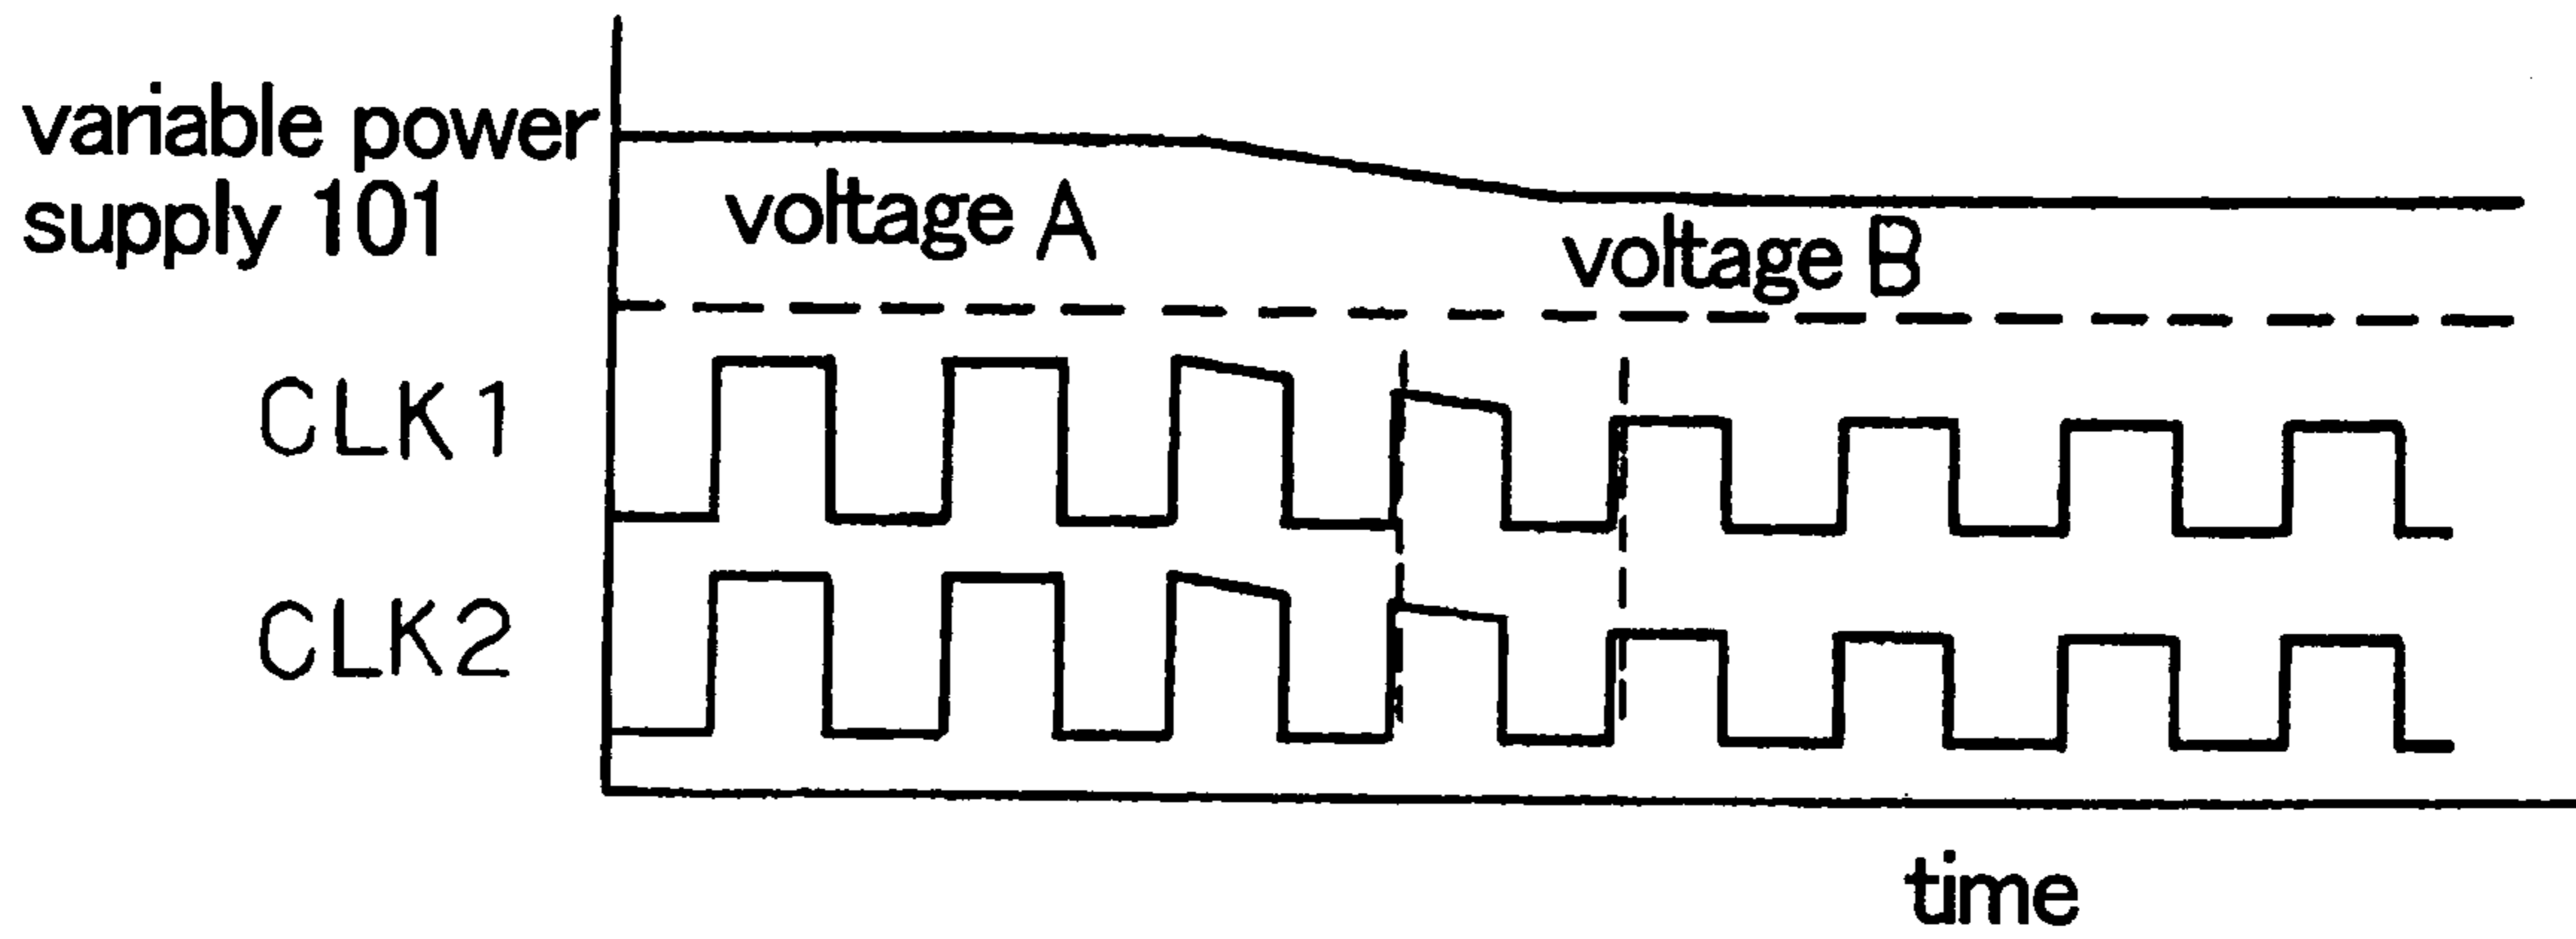 variable power
supply 101
voltage A
voltage B
CLK1
CLK2
time